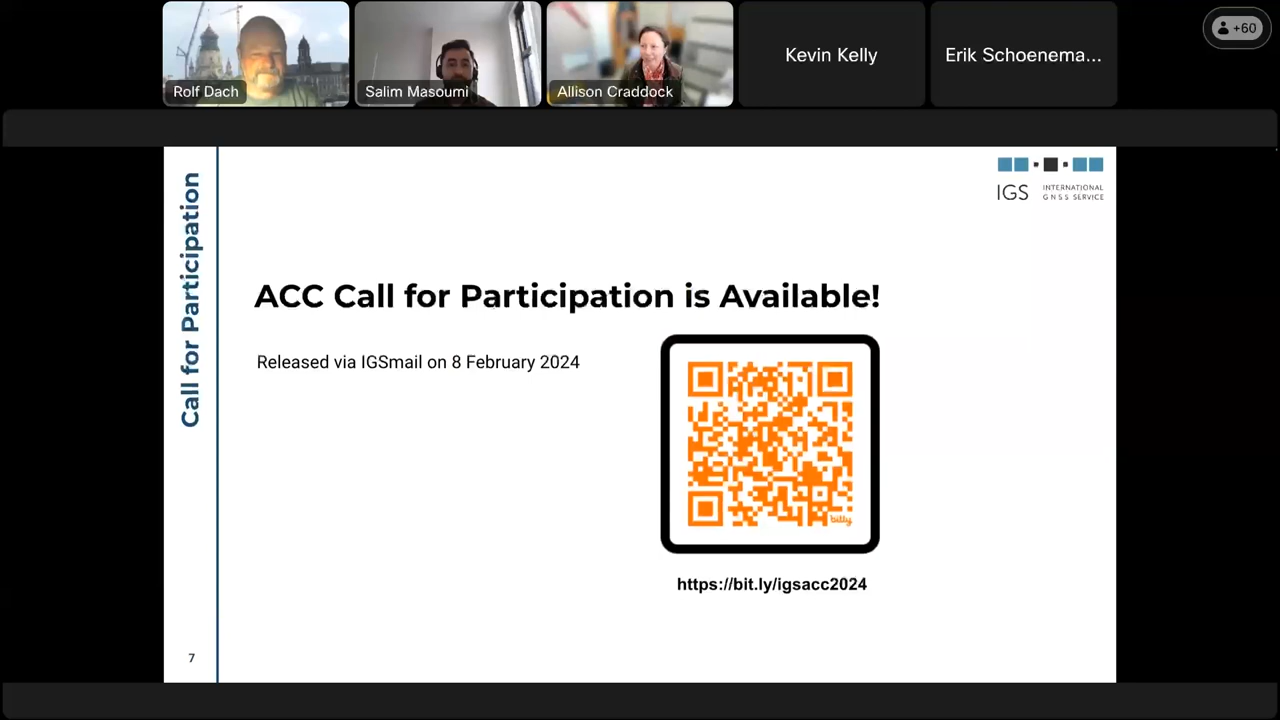 Rolf Dach
Salim Masoumi
Allison Craddock
Kevin Kelly
Erik Schoenema...
+60
Call for Participation
IGS
INTERNATIONAL
GNSS SERVICE
ACC Call for Participation is Available!
Released via IGSmail on 8 February 2024
bitly
https://bit.ly/igsacc2024
7